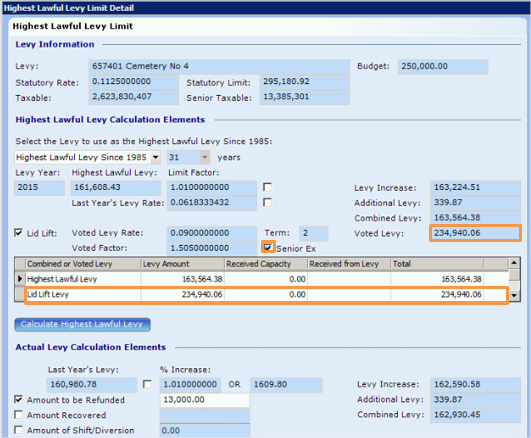 Highest Lawful Levy Limit Detail
Highest Lawful Levy Limit
Levy Information
Levy: 657401 Cemetery No 4 Budget: 250,000.00
Statutory Rate: 0.1125000000 Statutory Limit: 295,180.92
Taxable: 2,623,830,407 Senior Taxable: 13,385,301
Highest Lawful Levy Calculation Elements
Select the Levy to use as the Highest Lawful Levy Since 1985:
Highest Lawful Levy Since 1985 31 years
Levy Year: Highest Lawful Levy: Limit Factor:
2015 161,608.43 1.0100000000 Levy Increase: 163,224.51
Last Year's Levy Rate: 0.0618333432 Additional Levy: 339.87
Combined Levy: 163,564.38
Lid Lift: Voted Levy Rate: 0.0900000000 Term: 2 Voted Levy: 234,940.06
Voted Factor: 1.5050000000 Senior Ex
Combined or Voted Levy Levy Amount Received Capacity Received from Levy Total
Highest Lawful Levy 163,564.38 0.00 163,564.38
Lid Lift Levy 234,940.06 0.00 234,940.06
Calculate Highest Lawful Levy
Actual Levy Calculation Elements
Last Year's Levy: % Increase:
160,980.78 1.010000000 OR 1609.80 Levy Increase: 162,590.58
Amount to be Refunded 13,000.00 Additional Levy: 339.87
Amount Recovered Combined Levy: 162,930.45
Amount of Shift/Diversion 0.00